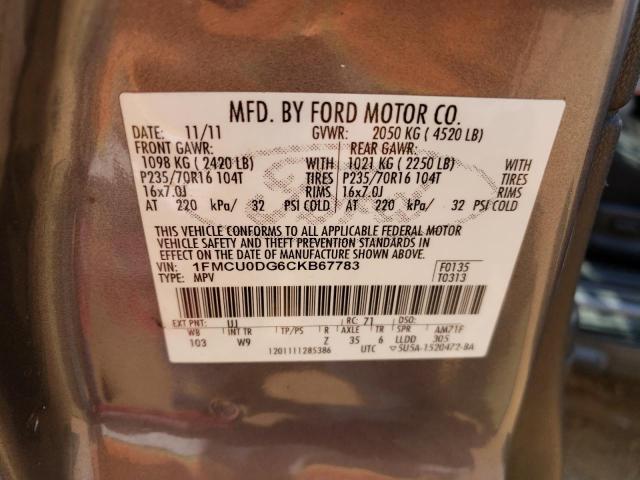 MFD. BY FORD MOTOR CO.
DATE: 11/11 GVWR: 2050 KG ( 4520 LB)
FRONT GAWR: REAR GAWR:
1098 KG ( 2420 LB) WITH 1021 KG ( 2250 LB) WITH
P235/70R16 104T TIRES P235/70R16 104T TIRES
16x7.0J RIMS 16x7.0J RIMS
AT 220 kPa/ 32 PSI COLD AT 220 kPa/ 32 PSI COLD
THIS VEHICLE CONFORMS TO ALL APPLICABLE FEDERAL MOTOR
VEHICLE SAFETY AND THEFT PREVENTION STANDARDS IN
EFFECT ON THE DATE OF MANUFACTURE SHOWN ABOVE.
VIN: 1FMCU0DG6CKB67783 F0135
TYPE: MPV T0313
EXT PNT: UJ RC: 71 DSO:
WB INT TR TP/PS R AXLE TR SPR AM71F
103 W9 Z 35 6 LLDD 305
1201111285386 UTC ▽5U5A-1520472-BA